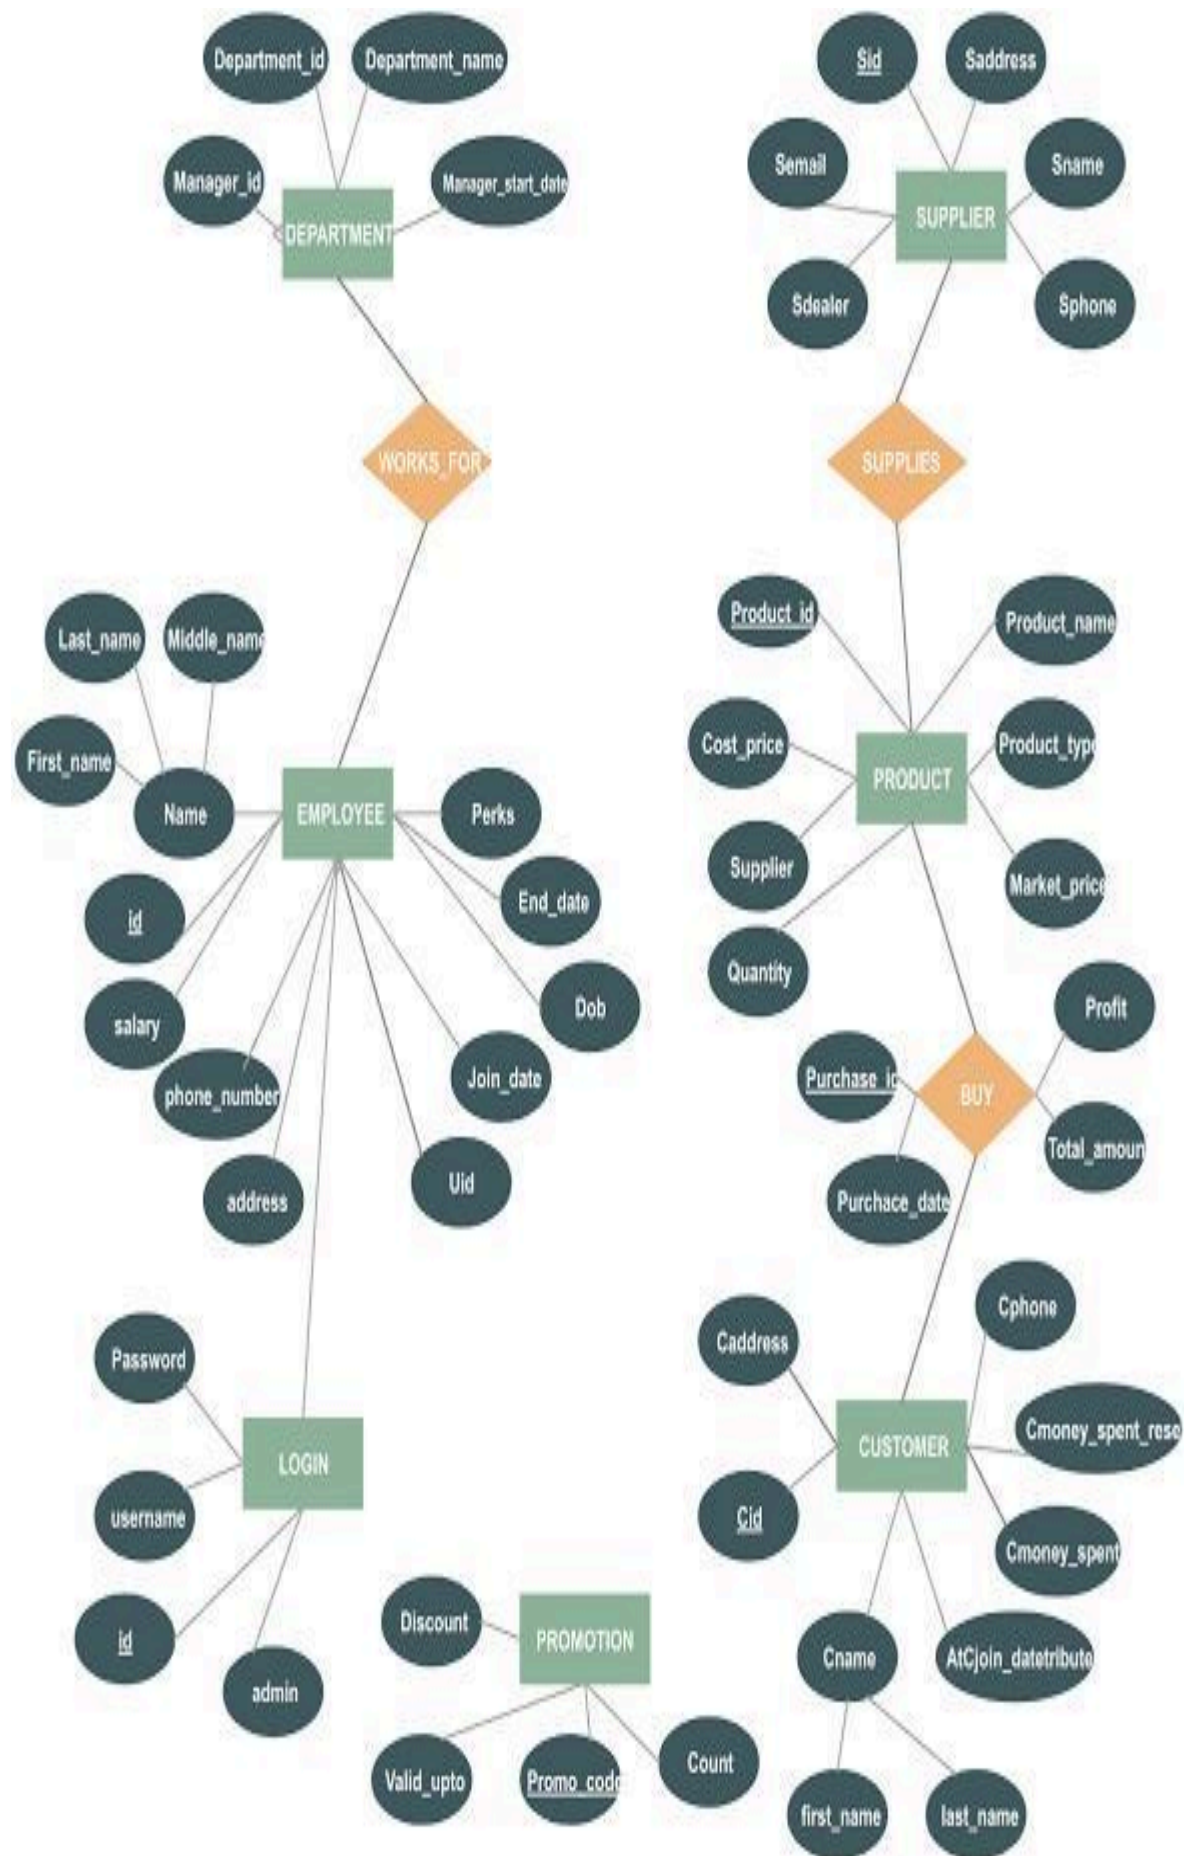 Department_id
Department_name
Manager_id
Manager_start_date
DEPARTMENT
Sid
Saddress
Semail
Sname
SUPPLIER
Sdealer
Sphone
WORKS_FOR
SUPPLIES
Last_name
Middle_name
First_name
Name
EMPLOYEE
Perks
id
End_date
salary
Dob
phone_number
Join_date
address
Uid
Product_id
Product_name
Cost_price
Product_type
PRODUCT
Supplier
Market_price
Quantity
Profit
Purchase_id
BUY
Purchace_date
Total_amoun
Password
LOGIN
username
id
admin
Cphone
Caddress
Cmoney_spent_rese
CUSTOMER
Cid
Cmoney_spent
Cname
AtCjoin_datetribute
first_name
last_name
Discount
PROMOTION
Valid_upto
Promo_code
Count